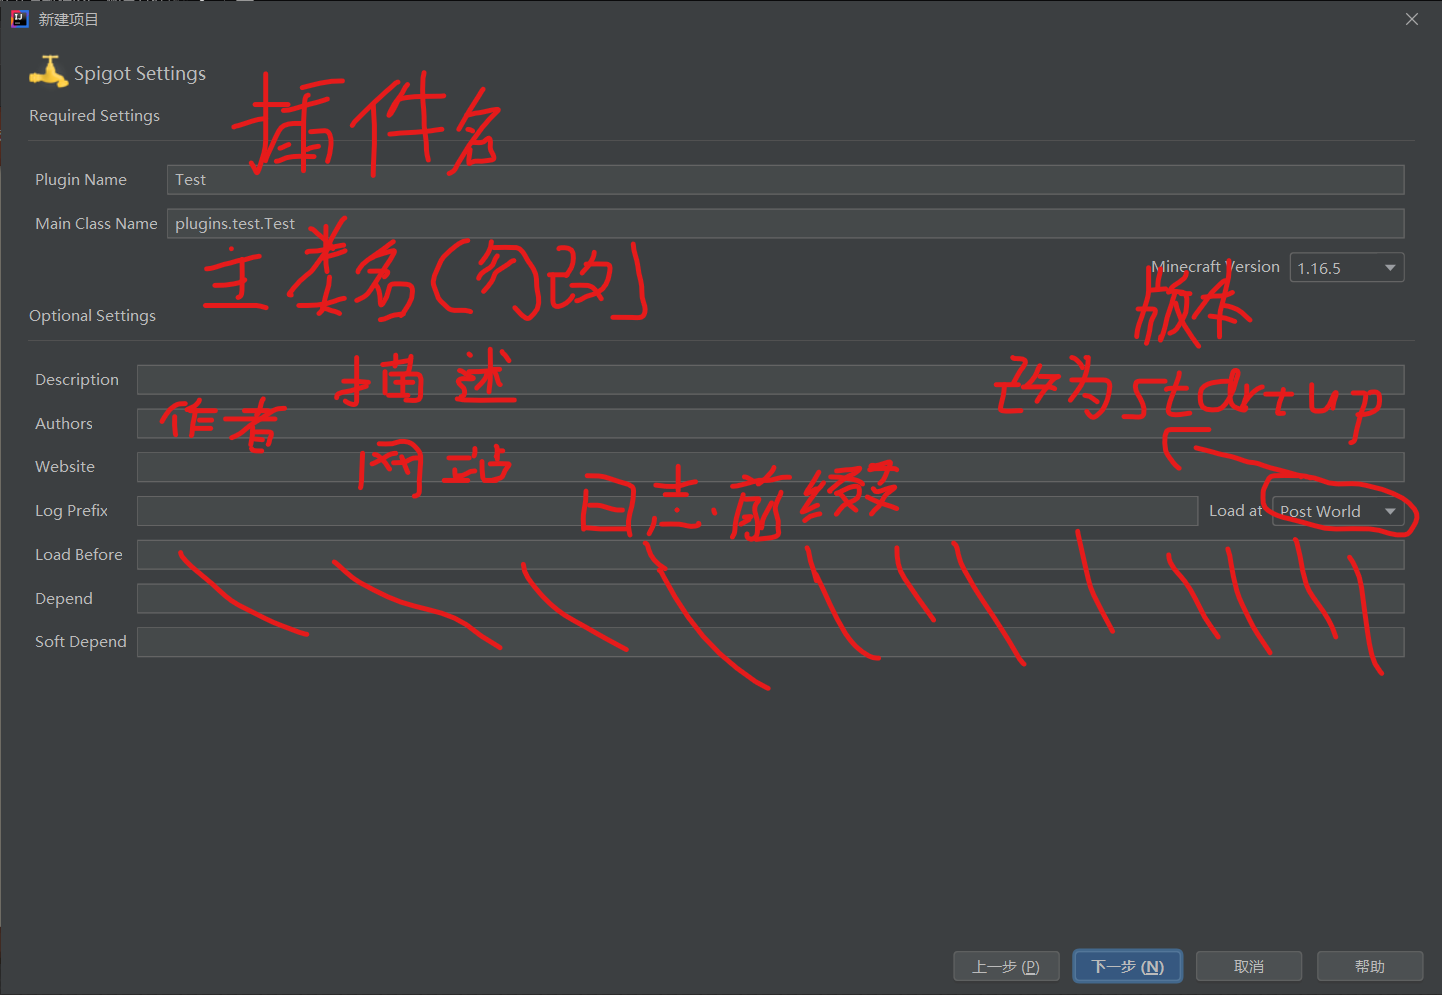 新建项目
Spigot Settings
Required Settings
插件名
Plugin Name Test
Main Class Name plugins.test.Test
主类名(勿改)
Minecraft Version 1.16.5
版本
Optional Settings
Description 描述
改为startup
Authors 作者
Website 网站
Log Prefix 日志前缀 Load at Post World
Load Before
Depend
Soft Depend
上一步 (P) 下一步 (N) 取消 帮助